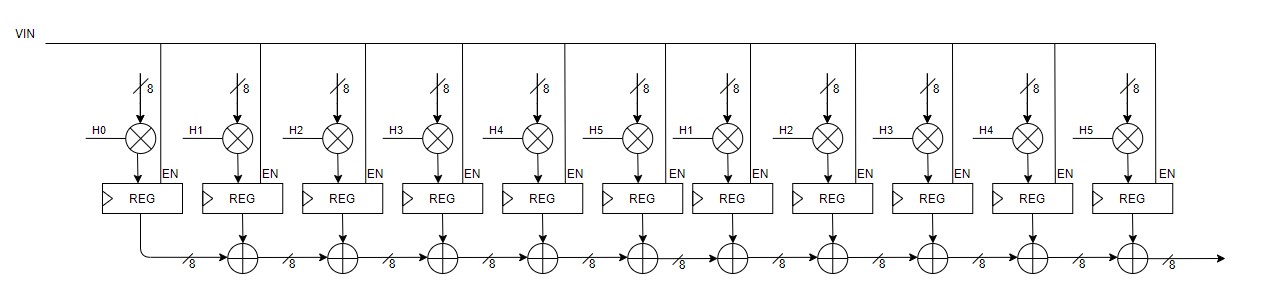 VIN
8 8 8 8 8 8 8 8 8 8 8
H0 H1 H2 H3 H4 H5 H1 H2 H3 H4 H5
EN EN EN EN EN EN EN EN EN EN EN
REG REG REG REG REG REG REG REG REG REG REG
8 8 8 8 8 8 8 8 8 8 8